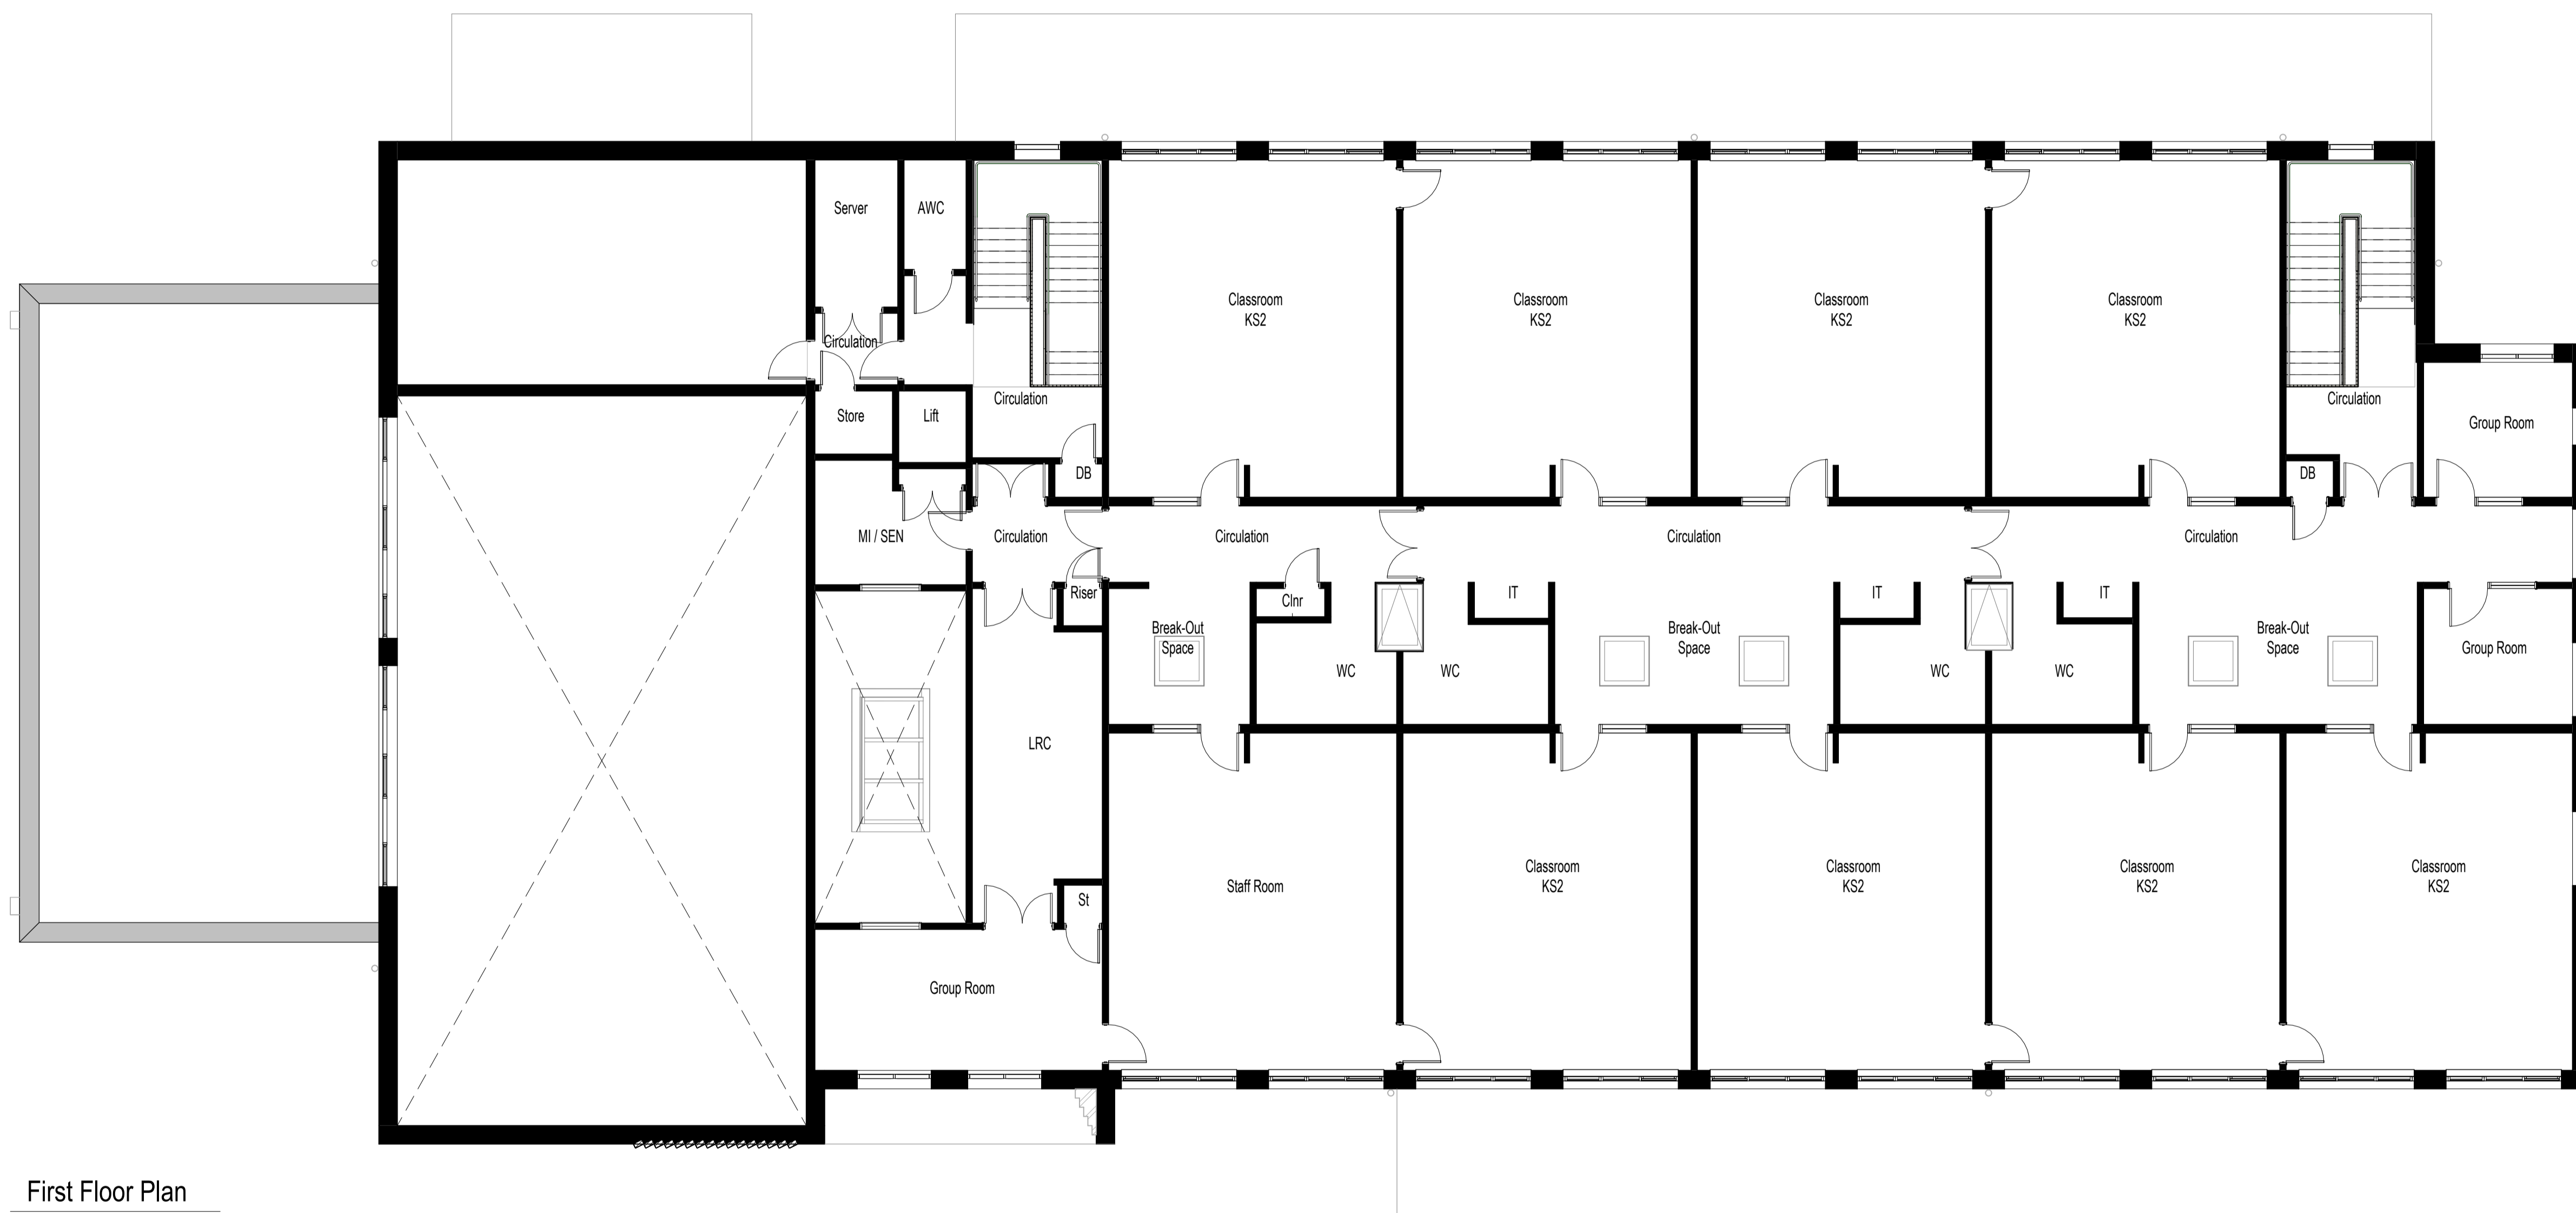 Server
AWC
Classroom
KS2
Classroom
KS2
Classroom
KS2
Classroom
KS2
Circulation
Circulation
Circulation
Store
Lift
Group Room
DB
DB
MI / SEN
Circulation
Circulation
Circulation
Circulation
Riser
Clnr
IT
IT
IT
Break-Out
Space
Break-Out
Space
Break-Out
Space
WC
WC
WC
WC
Group Room
LRC
Staff Room
Classroom
KS2
Classroom
KS2
Classroom
KS2
Classroom
KS2
St
Group Room
First Floor Plan